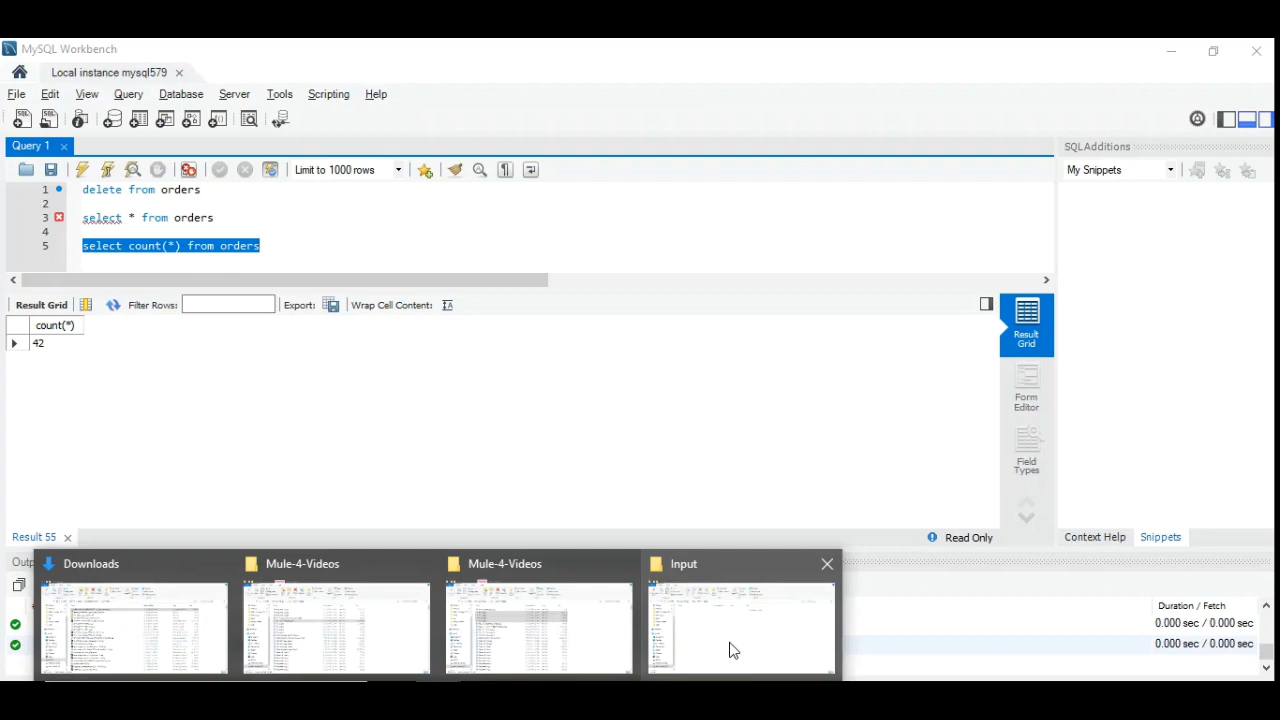 MySQL Workbench
Local instance mysql579
File Edit View Query Database Server Tools Scripting Help
Query 1
SQLAdditions
Limit to 1000 rows
My Snippets
1 delete from orders
2
3 select * from orders
4
5 select count(*) from orders
Result Grid Filter Rows: Export: Wrap Cell Content:
count(*)
42
Result Grid
Form Editor
Field Types
Result 55
Read Only
Context Help Snippets
Outp
Downloads Mule-4-Videos Mule-4-Videos Input
Duration / Fetch
0.000 sec / 0.000 sec
0.000 sec / 0.000 sec